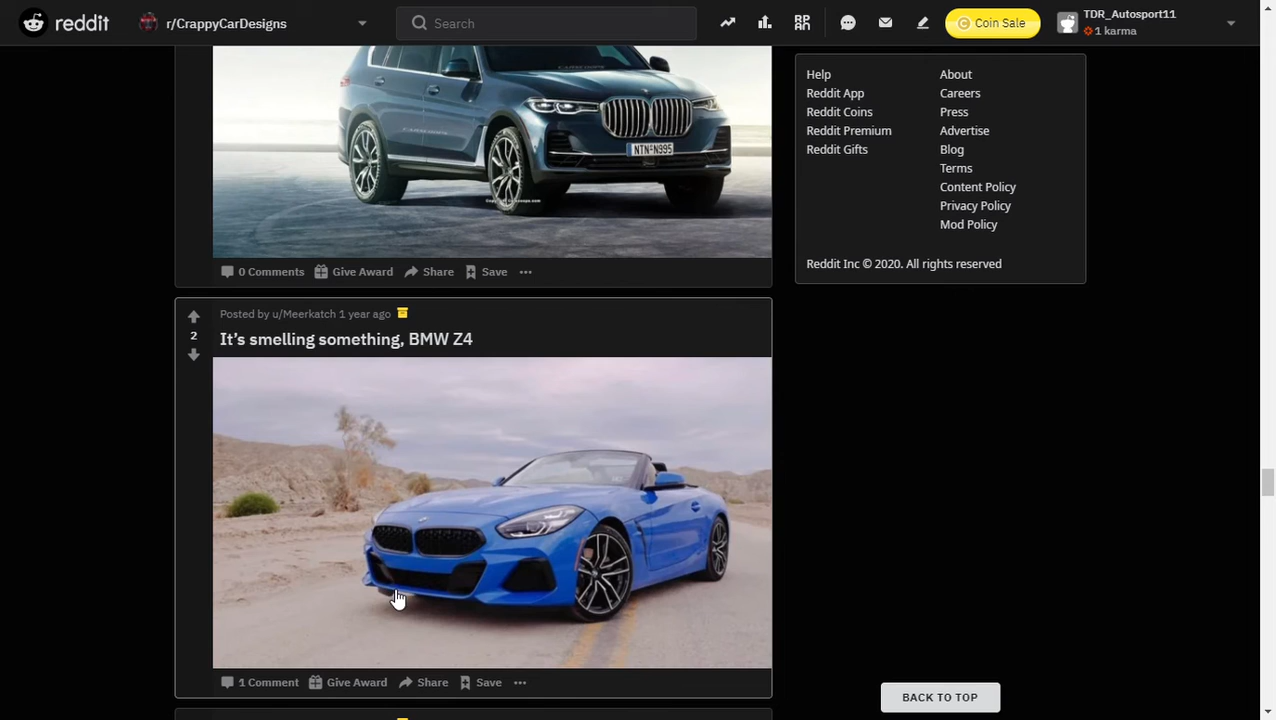 reddit
r/CrappyCarDesigns
Search
Coin Sale
TDR_Autosport11
1 karma
CARSCOOPS
NTN-N995
Help
About
Reddit App
Careers
Reddit Coins
Press
Reddit Premium
Advertise
Reddit Gifts
Blog
Terms
Content Policy
Privacy Policy
Mod Policy
Reddit Inc © 2020. All rights reserved
0 Comments
Give Award
Share
Save
Posted by u/Meerkatch 1 year ago
2
It's smelling something, BMW Z4
1 Comment
Give Award
Share
Save
BACK TO TOP